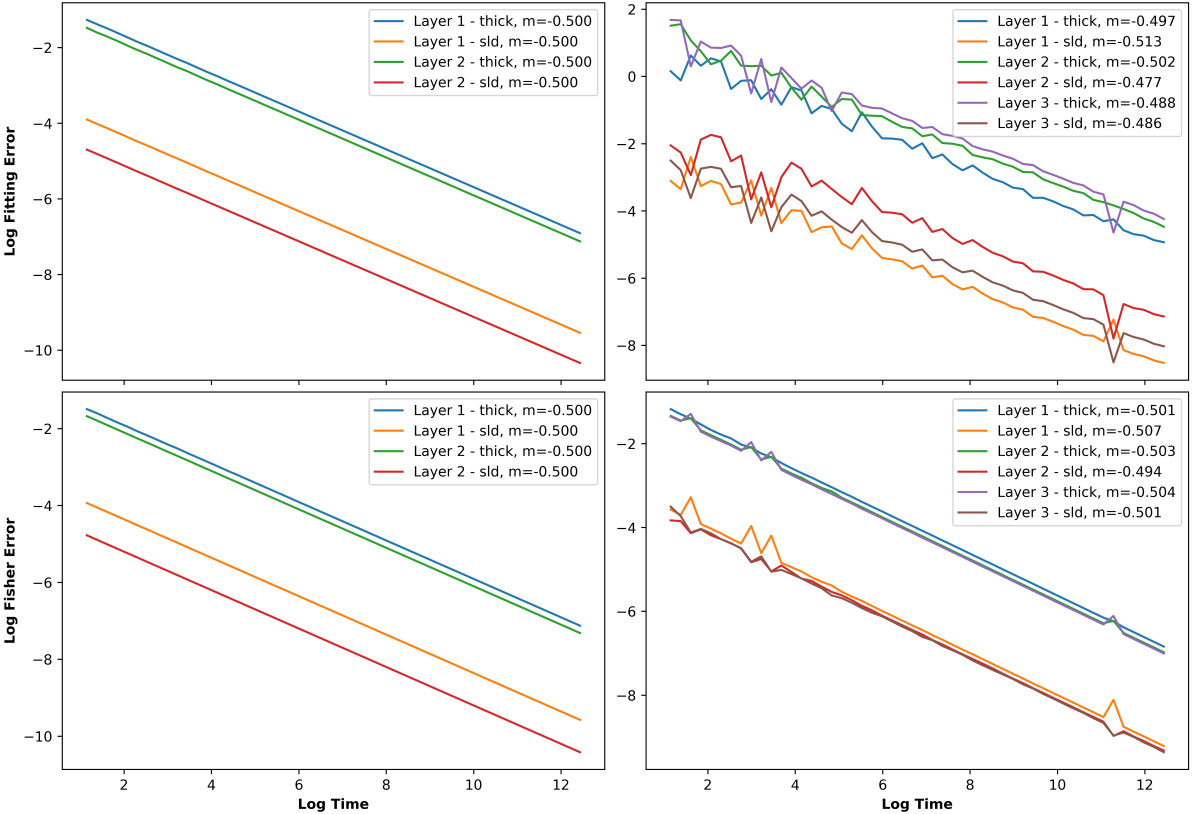 Log Fitting Error
−2
−4
−6
−8
−10
Layer 1 - thick, m=-0.500
Layer 1 - sld, m=-0.500
Layer 2 - thick, m=-0.500
Layer 2 - sld, m=-0.500
2
0
−2
−4
−6
−8
Layer 1 - thick, m=-0.497
Layer 1 - sld, m=-0.513
Layer 2 - thick, m=-0.502
Layer 2 - sld, m=-0.477
Layer 3 - thick, m=-0.488
Layer 3 - sld, m=-0.486
Log Fisher Error
−2
−4
−6
−8
−10
Layer 1 - thick, m=-0.500
Layer 1 - sld, m=-0.500
Layer 2 - thick, m=-0.500
Layer 2 - sld, m=-0.500
2 4 6 8 10 12
Log Time
−2
−4
−6
−8
Layer 1 - thick, m=-0.501
Layer 1 - sld, m=-0.507
Layer 2 - thick, m=-0.503
Layer 2 - sld, m=-0.494
Layer 3 - thick, m=-0.504
Layer 3 - sld, m=-0.501
2 4 6 8 10 12
Log Time